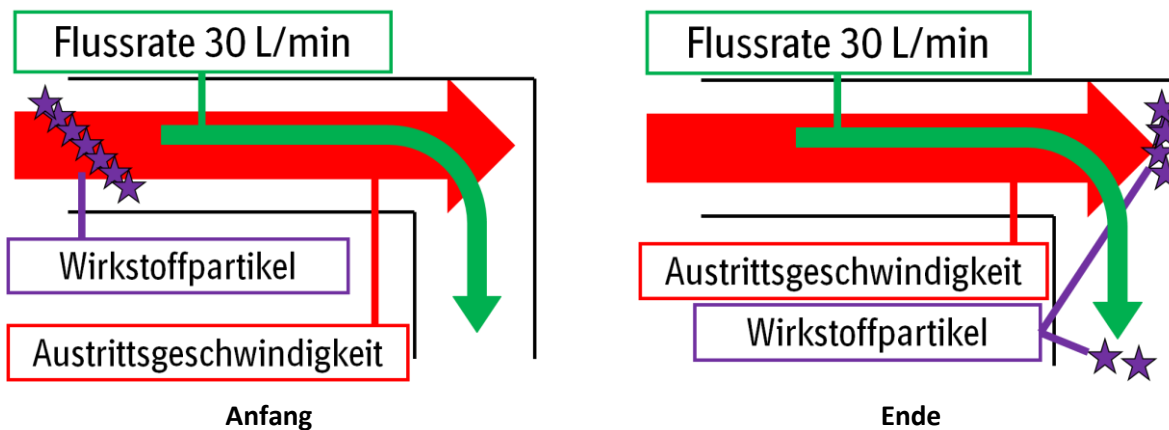 Flussrate 30 L/min
Wirkstoffpartikel
Austrittsgeschwindigkeit
Anfang
Flussrate 30 L/min
Austrittsgeschwindigkeit
Wirkstoffpartikel
Ende